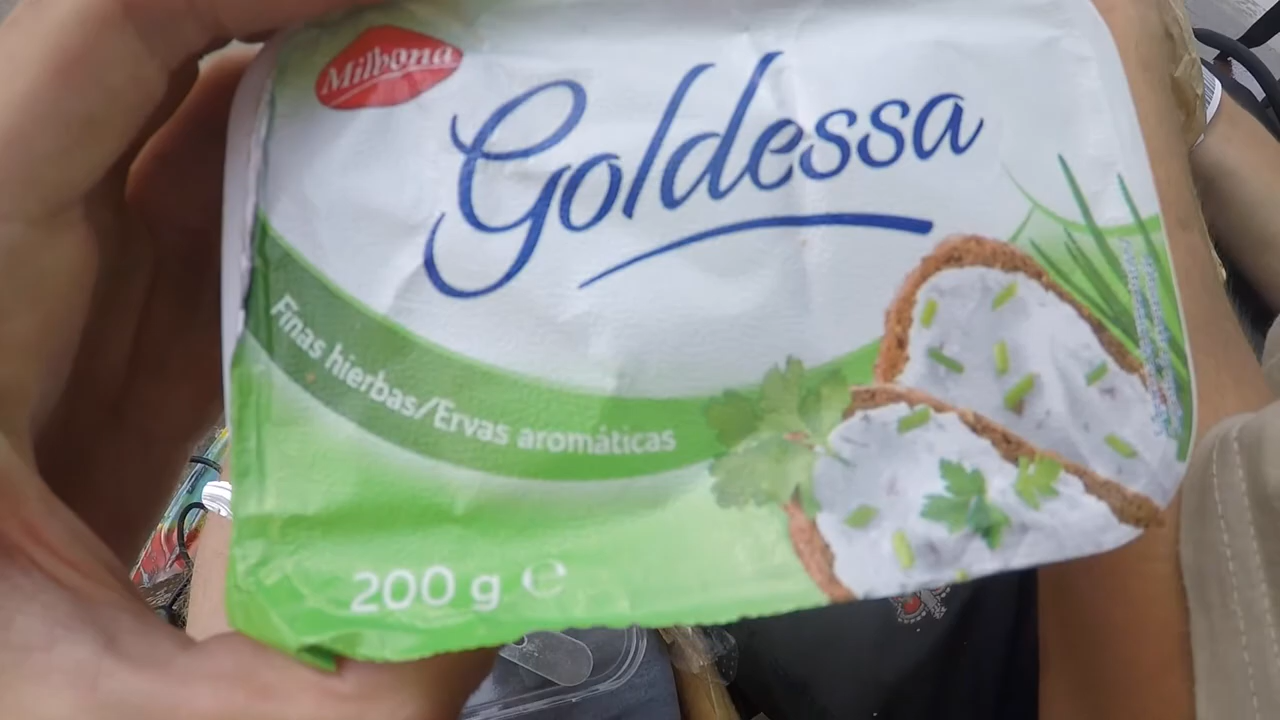 Milbona
Goldessa
Finas hierbas/Ervas aromáticas
200 g ℮